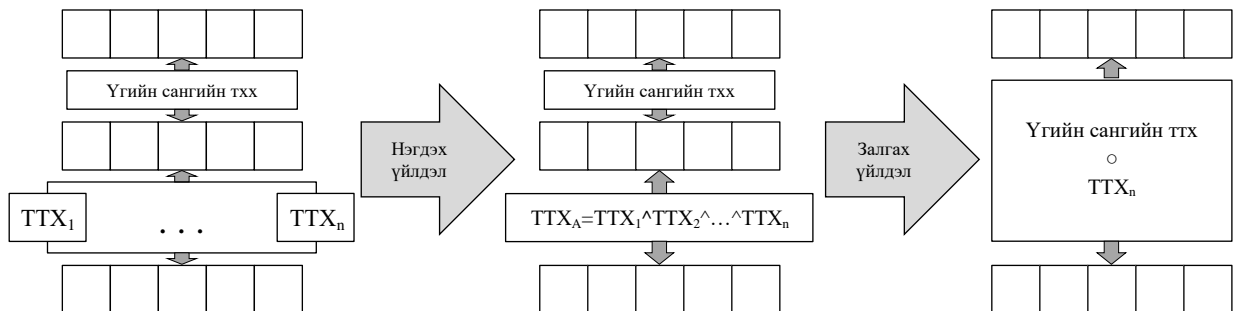 Үгийн сангийн тхх
ТТХ₁
. . .
ТТХₙ
Нэгдэх
үйлдэл
Үгийн сангийн тхх
ТТХ_A=ТТХ₁^ТТХ₂^…^ТТХₙ
Залгах
үйлдэл
Үгийн сангийн ттх
○
ТТХₙ